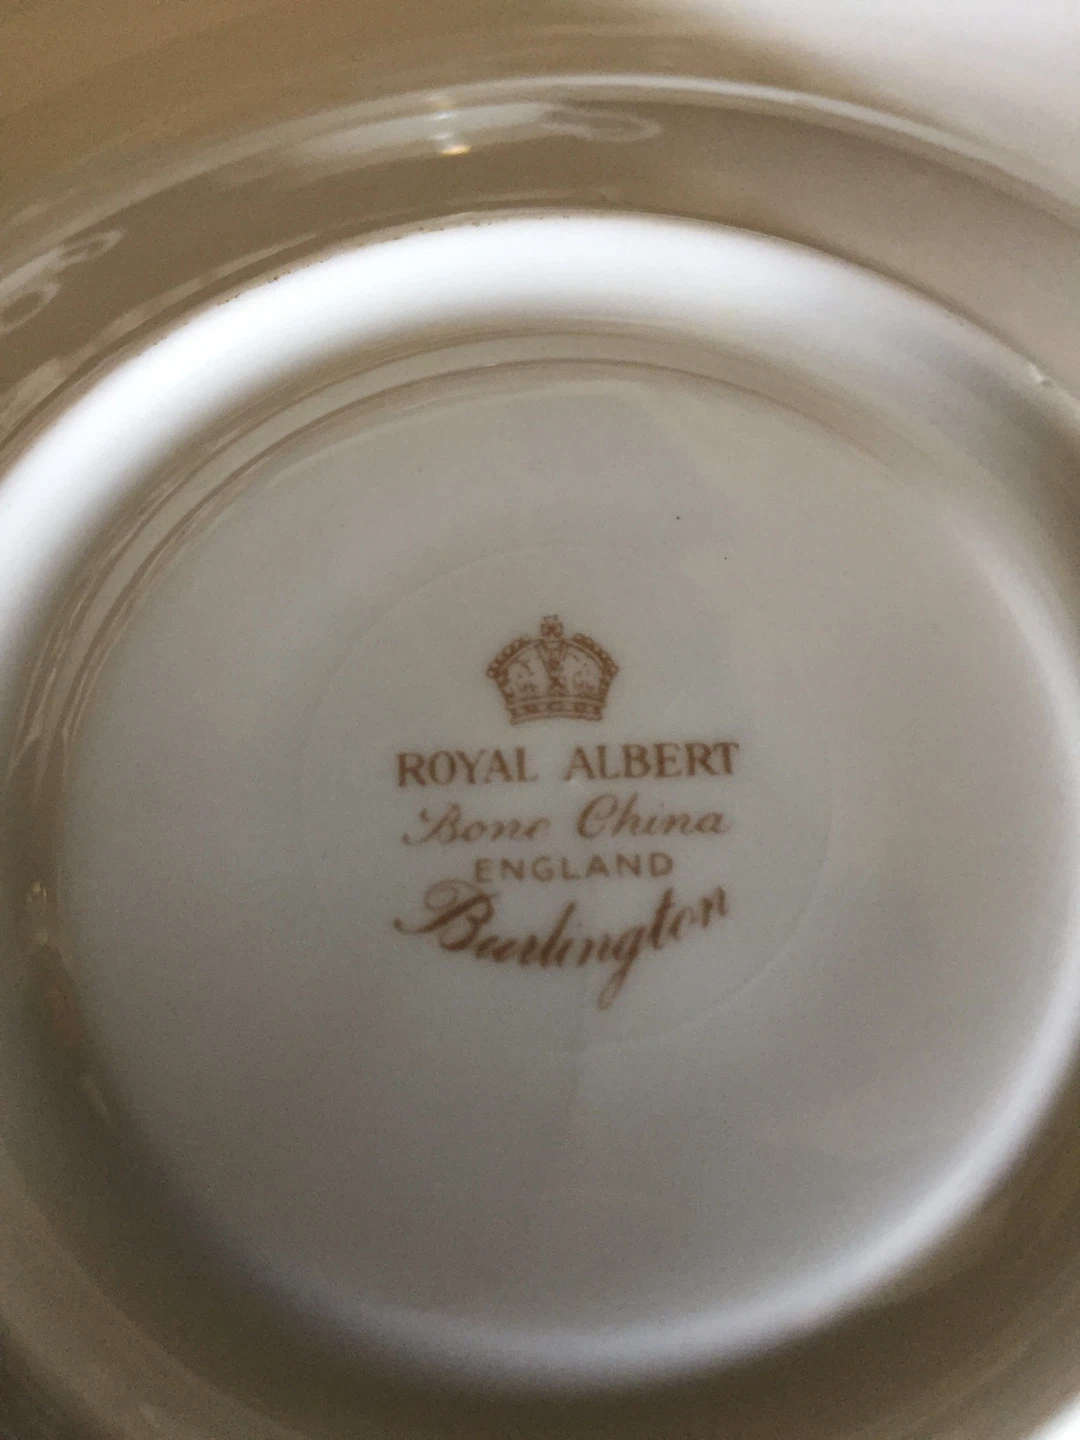 ROYAL ALBERT
Bone China
ENGLAND
Burlington